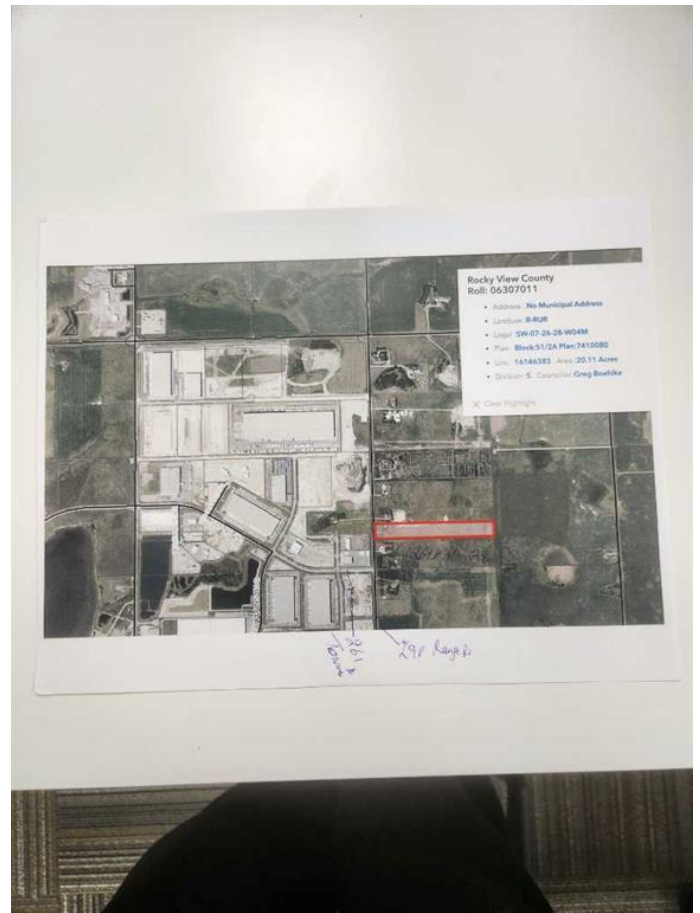 Rocky View County
Roll: 06307011
• Address: No Municipal Address
• Landuse: R-RUR
• Legal: SW-07-26-28-W04M
• Plan: Block:S1/2A Plan:7410080
• Linc: 16146383 Area: 20.11 Acres
• Division: 5 Councillor: Greg Boehlke
Clear Highlight
261
290 Range Rd